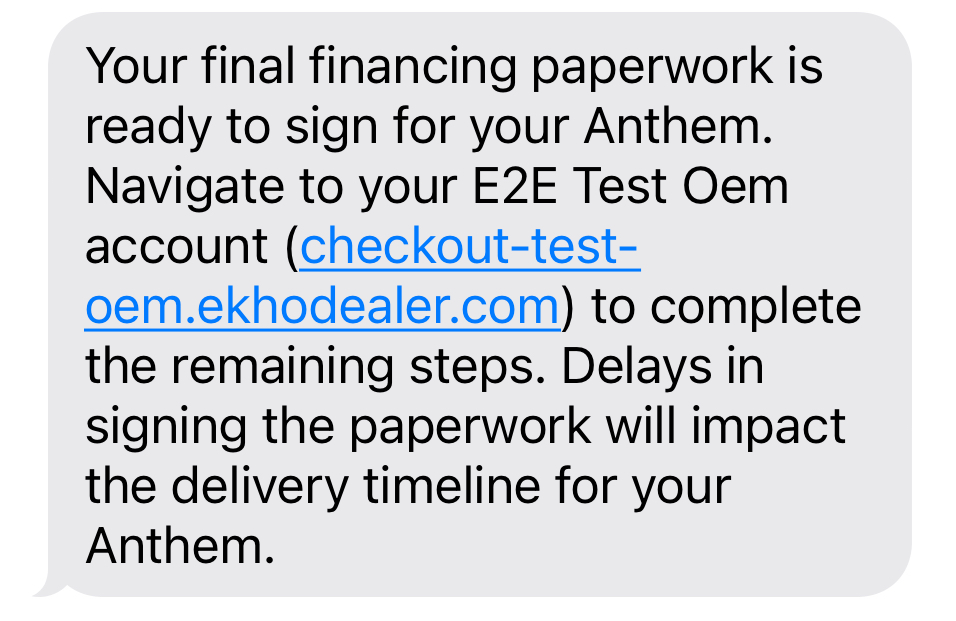 Your final financing paperwork is
ready to sign for your Anthem.
Navigate to your E2E Test Oem
account (checkout-test-
oem.ekhodealer.com) to complete
the remaining steps. Delays in
signing the paperwork will impact
the delivery timeline for your
Anthem.